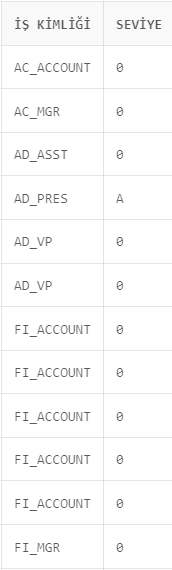 İŞ KİMLİĞİ SEVİYE
AC_ACCOUNT 0
AC_MGR 0
AD_ASST 0
AD_PRES A
AD_VP 0
AD_VP 0
FI_ACCOUNT 0
FI_ACCOUNT 0
FI_ACCOUNT 0
FI_ACCOUNT 0
FI_ACCOUNT 0
FI_MGR 0